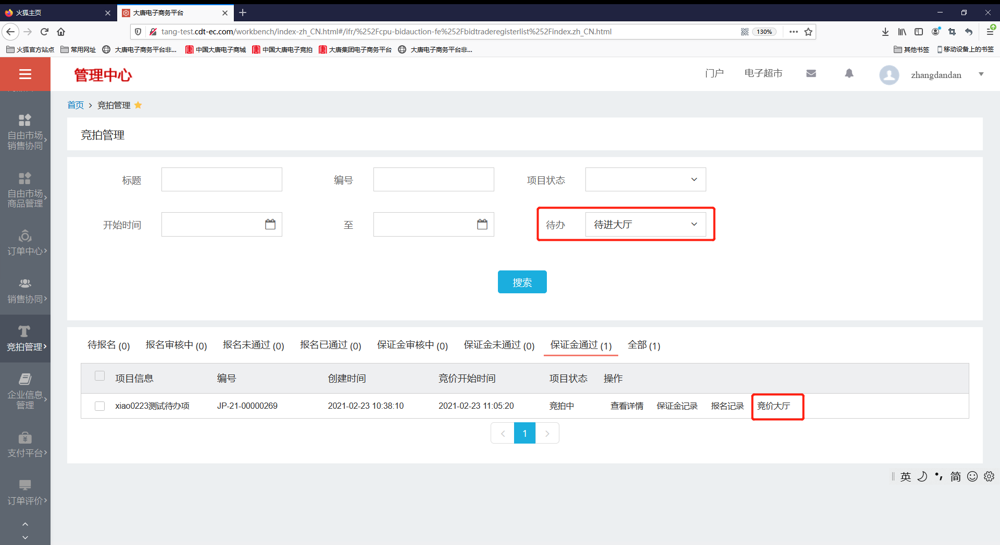 火狐主页
大唐电子商务平台
tang-test.cdt-ec.com/workbench/index-zh_CN.html#/ifr/%252Fcpu-bidauction-fe%252Fbidtraderegisterlist%252Findex.zh_CN.html
130%
火狐官方站点 常用网址 大唐电子商务平台非... 中国大唐电子商城 中国大唐电子竞拍 大唐集团电子商务平台 大唐电子商务平台非... 其他书签 移动设备上的书签
管理中心
门户 电子超市 zhangdandan
首页 > 竞拍管理
自由市场
销售协同
自由市场
商品管理
订单中心
销售协同
竞拍管理
企业信息
管理
支付平台
订单评价
竞拍管理
标题 编号 项目状态
开始时间 至 待办 待进大厅
搜索
待报名 (0) 报名审核中 (0) 报名未通过 (0) 报名已通过 (0) 保证金审核中 (0) 保证金未通过 (0) 保证金通过 (1) 全部 (1)
项目信息 编号 创建时间 竞价开始时间 项目状态 操作
xiao0223测试待办项 JP-21-00000269 2021-02-23 10:38:10 2021-02-23 11:05:20 竞拍中 查看详情 保证金记录 报名记录 竞价大厅
1
英 简